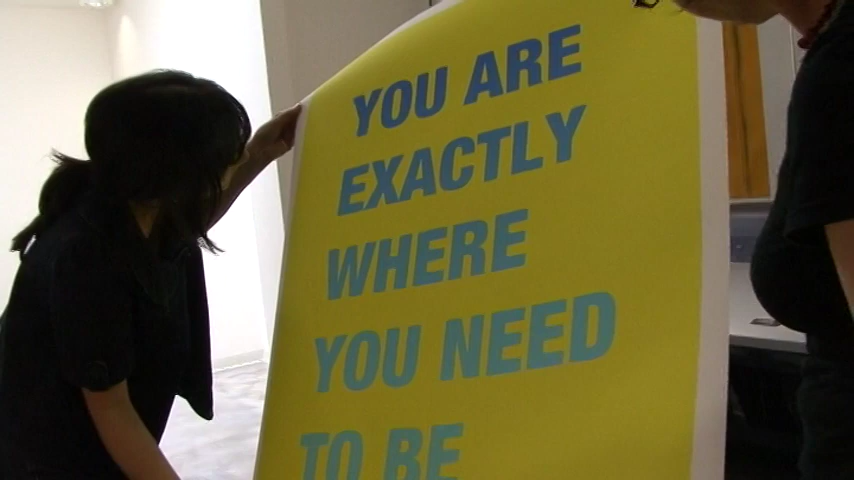 YOU ARE
EXACTLY
WHERE
YOU NEED
TO BE